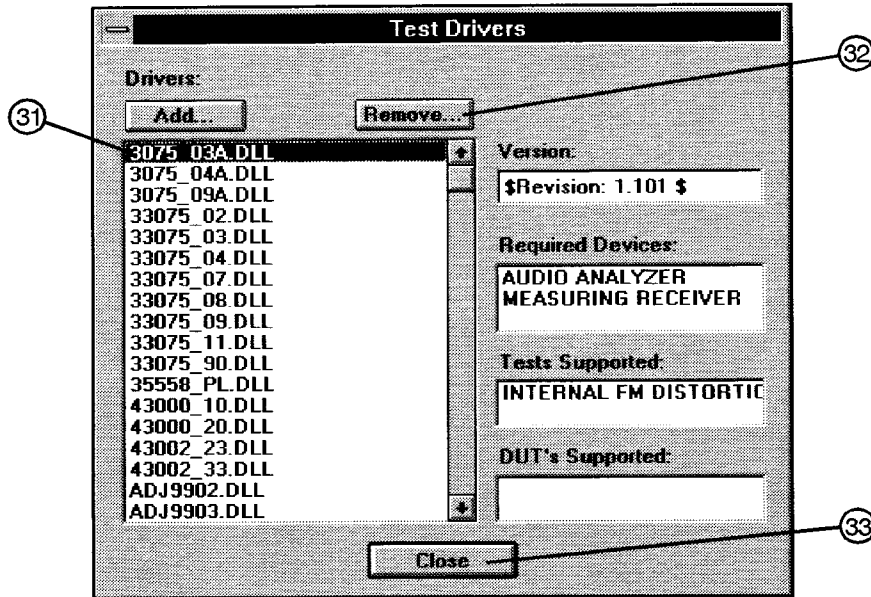 Test Drivers
Drivers:
32
31
Add...
Remove...
3075_03A.DLL
3075_04A.DLL
3075_09A.DLL
33075_02.DLL
33075_03.DLL
33075_04.DLL
33075_07.DLL
33075_08.DLL
33075_09.DLL
33075_11.DLL
33075_90.DLL
35558_PL.DLL
43000_10.DLL
43000_20.DLL
43002_23.DLL
43002_33.DLL
ADJ9902.DLL
ADJ9903.DLL
Version:
$Revision: 1.101 $
Required Devices:
AUDIO ANALYZER
MEASURING RECEIVER
Tests Supported:
INTERNAL FM DISTORTIO
DUT's Supported:
33
Close